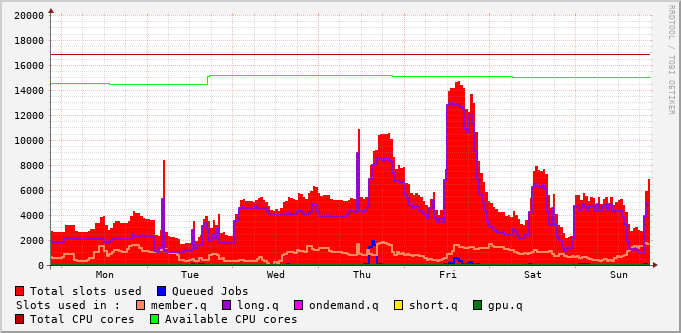 RRDTOOL / TOBI OETIKER
20000
18000
16000
14000
12000
10000
8000
6000
4000
2000
0
Mon Tue Wed Thu Fri Sat Sun
Total slots used Queued Jobs
Slots used in : member.q long.q ondemand.q short.q gpu.q
Total CPU cores Available CPU cores